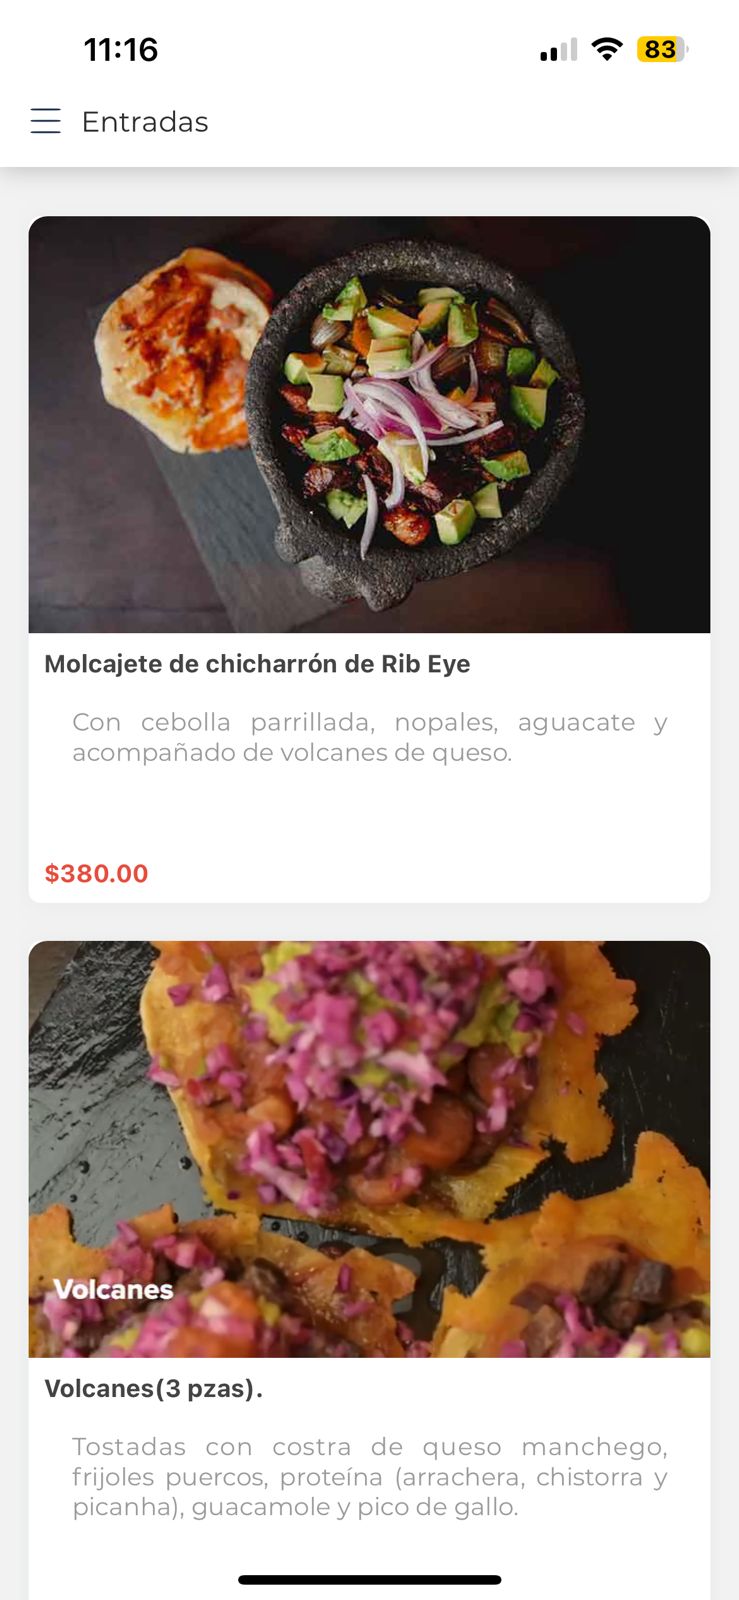 11:16
83
Entradas
Molcajete de chicharrón de Rib Eye
Con cebolla parrillada, nopales, aguacate y
acompañado de volcanes de queso.
$380.00
Volcanes
Volcanes(3 pzas).
Tostadas con costra de queso manchego,
frijoles puercos, proteína (arrachera, chistorra y
picanha), guacamole y pico de gallo.